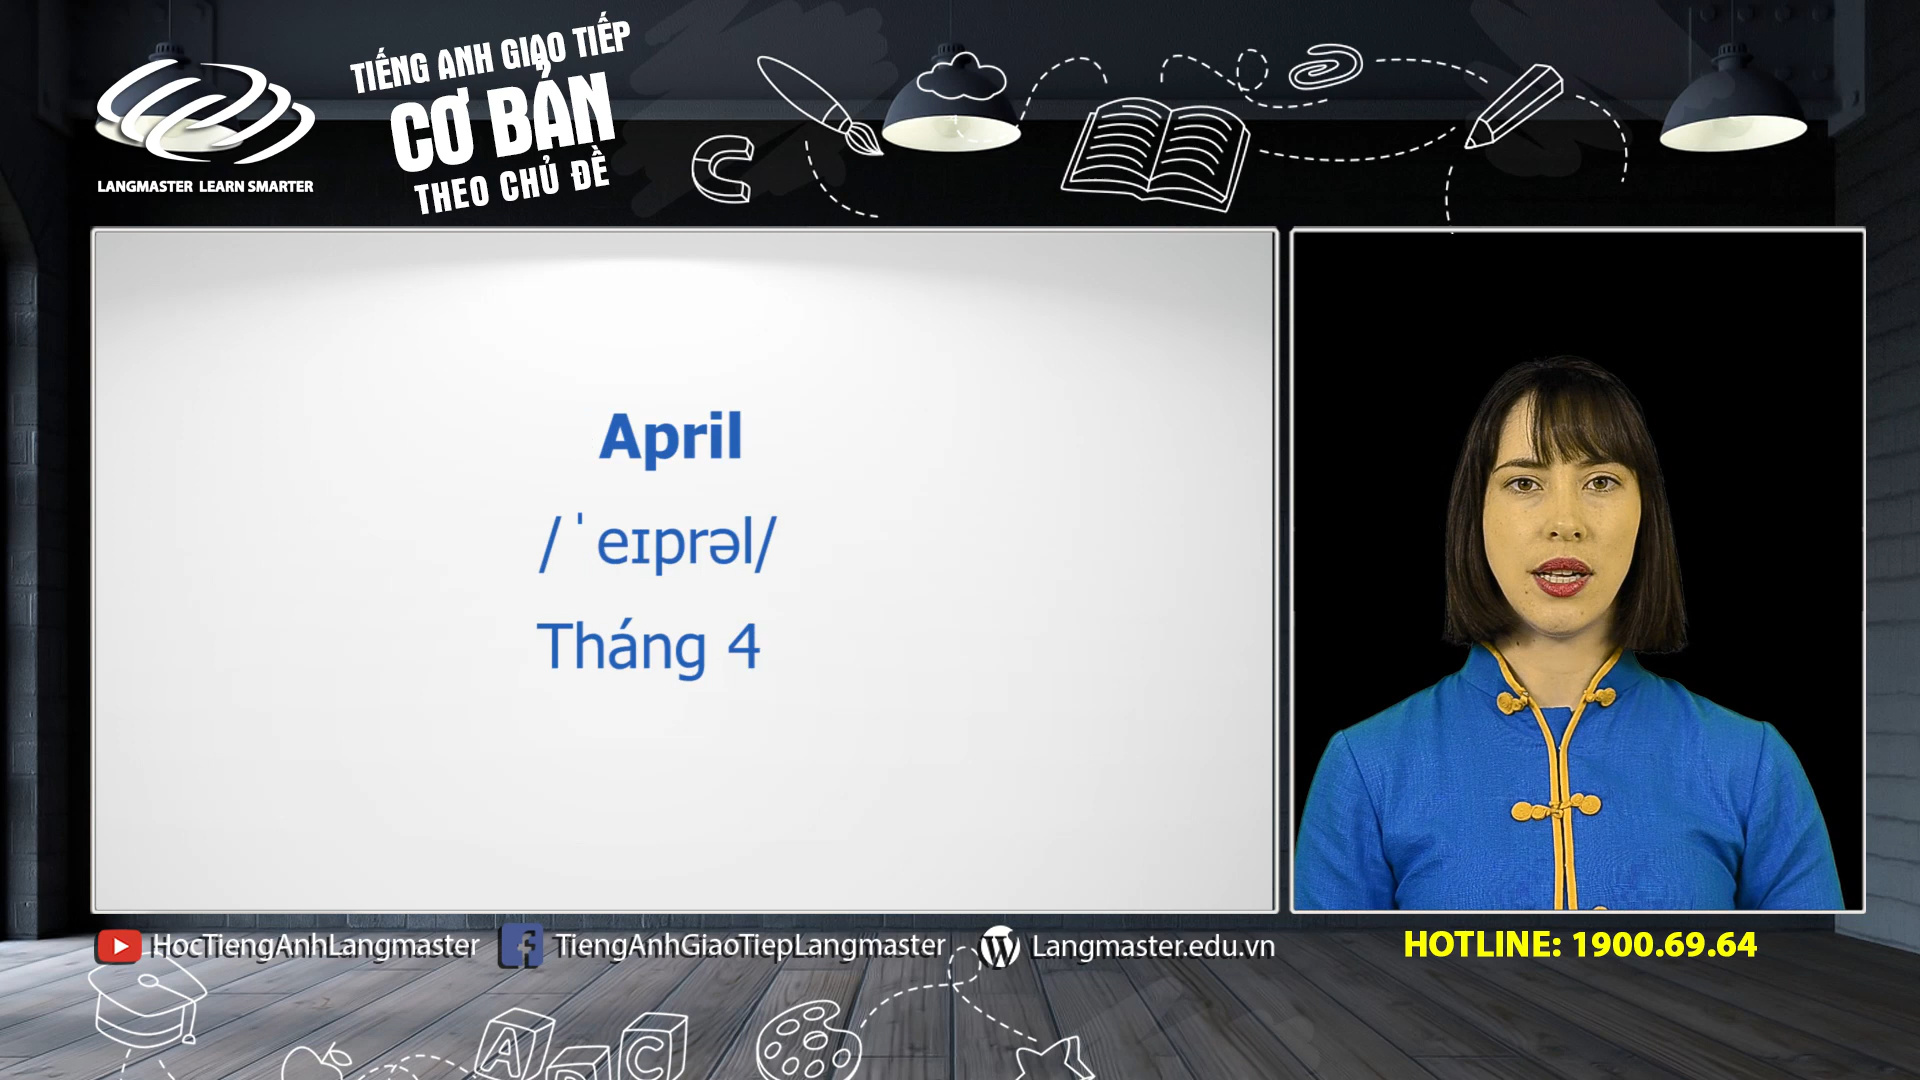 TIẾNG ANH GIAO TIẾP
CƠ BẢN
THEO CHỦ ĐỀ
LANGMASTER LEARN SMARTER
April
/ˈeɪprəl/
Tháng 4
HocTiengAnhLangmaster
TiengAnhGiaoTiepLangmaster
Langmaster.edu.vn
HOTLINE: 1900.69.64
A
B
C